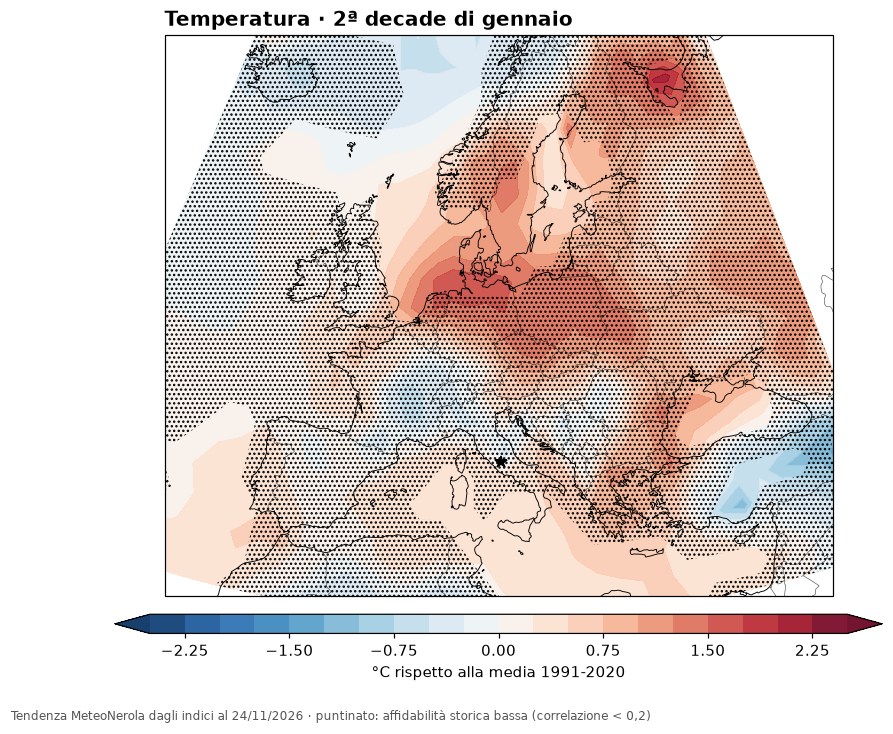 Temperatura · 2ª decade di gennaio
−2.25 −1.50 −0.75 0.00 0.75 1.50 2.25
°C rispetto alla media 1991-2020
Tendenza MeteoNerola dagli indici al 24/11/2026 · puntinato: affidabilità storica bassa (correlazione < 0,2)